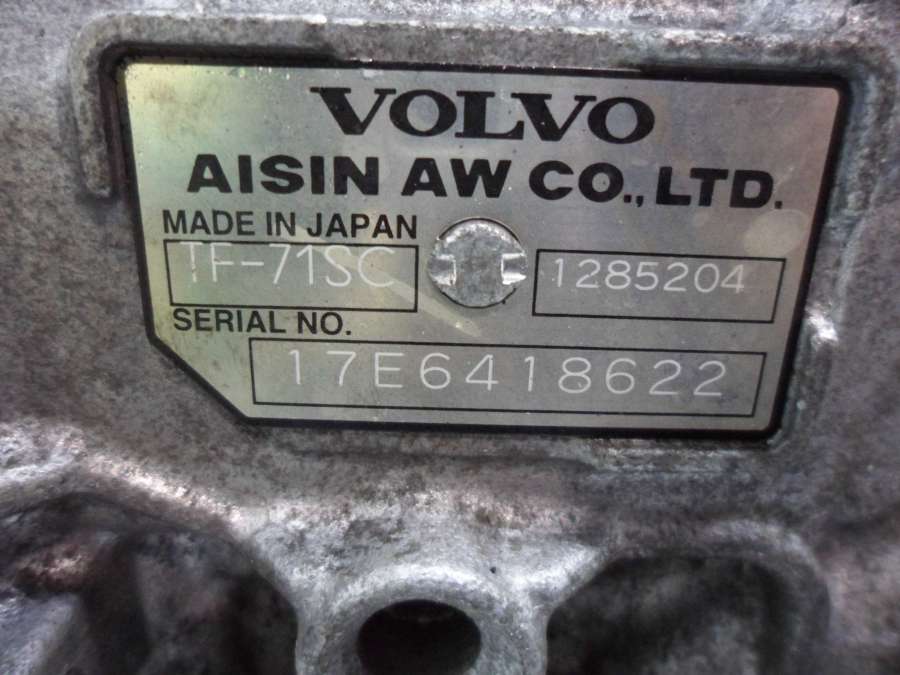 VOLVO
AISIN AW CO., LTD.
MADE IN JAPAN
TF-71SC
1285204
SERIAL NO.
17E6418622